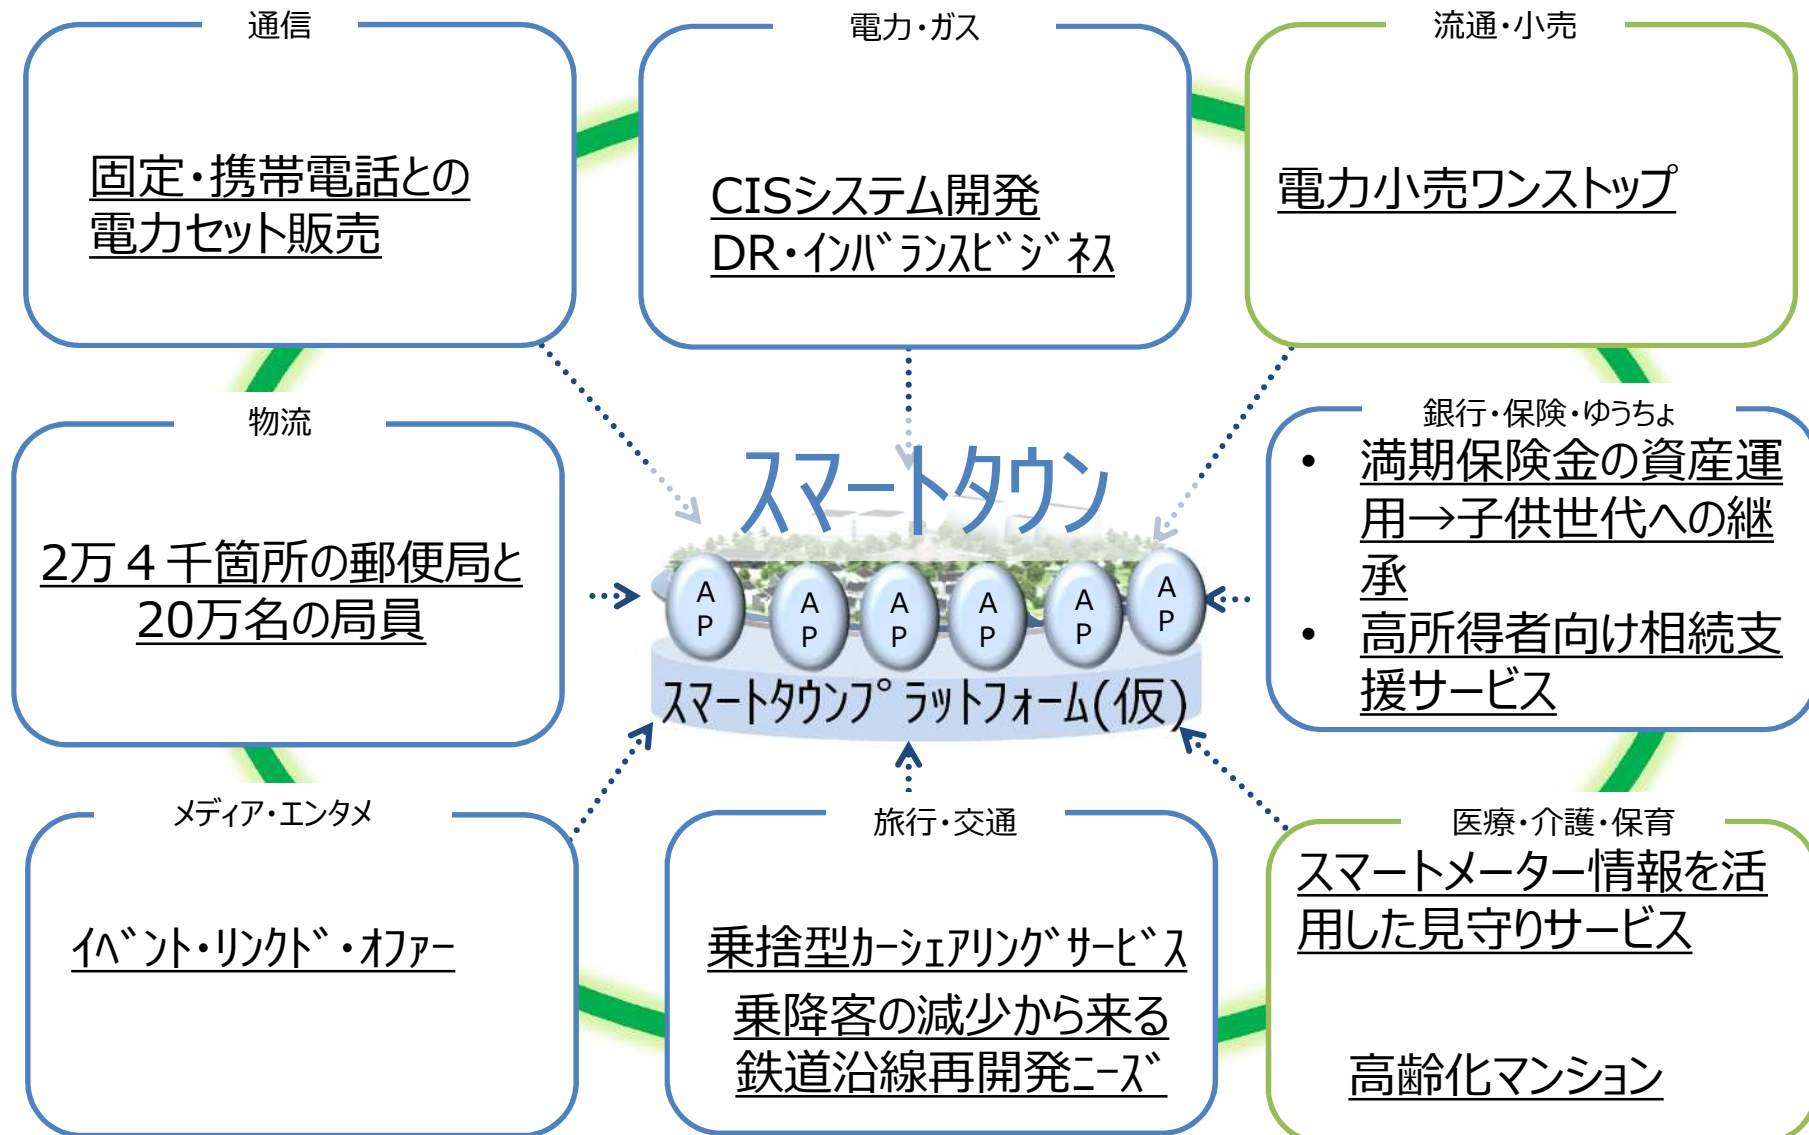 通信
固定・携帯電話との
電力セット販売
電力・ガス
CISシステム開発
DR・ｲﾝﾊﾞﾗﾝｽﾋﾞｼﾞﾈｽ
流通・小売
電力小売ワンストップ
物流
2万４千箇所の郵便局と
20万名の局員
スマートタウン
AP
AP
AP
AP
AP
AP
ｽﾏｰﾄﾀｳﾝﾌﾟﾗｯﾄﾌｫｰﾑ(仮)
銀行・保険・ゆうちょ
• 満期保険金の資産運
用→子供世代への継
承
• 高所得者向け相続支
援サービス
メディア・エンタメ
ｲﾍﾞﾝﾄ・ﾘﾝｸﾄﾞ・ｵﾌｧｰ
旅行・交通
乗捨型ｶｰｼｪｱﾘﾝｸﾞｻｰﾋﾞｽ
乗降客の減少から来る
鉄道沿線再開発ﾆｰｽﾞ
医療・介護・保育
スマートメーター情報を活
用した見守りサービス
高齢化マンション